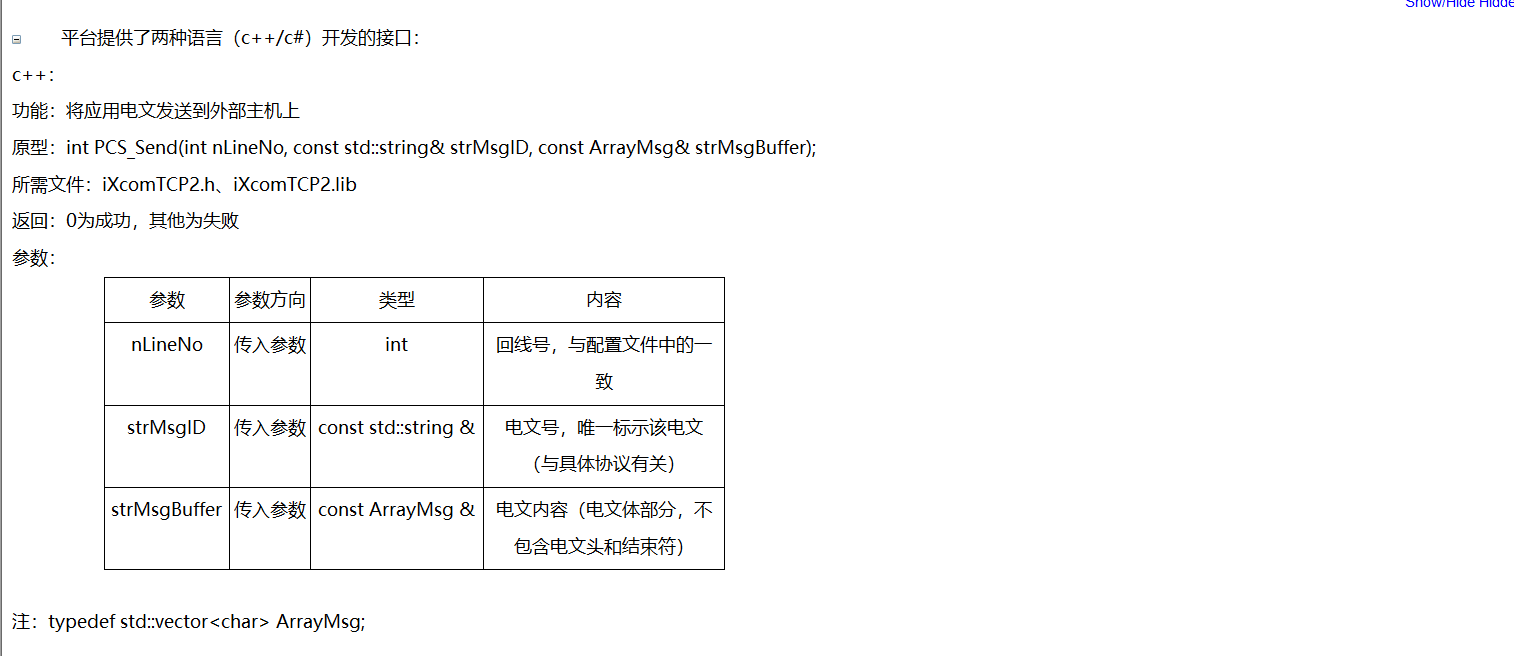 Show/Hide Hidde
平台提供了两种语言（c++/c#）开发的接口：
c++：
功能：将应用电文发送到外部主机上
原型：int PCS_Send(int nLineNo, const std::string& strMsgID, const ArrayMsg& strMsgBuffer);
所需文件：iXcomTCP2.h、iXcomTCP2.lib
返回：0为成功，其他为失败
参数：
参数 参数方向 类型 内容
nLineNo 传入参数 int 回线号，与配置文件中的一
致
strMsgID 传入参数 const std::string & 电文号，唯一标示该电文
（与具体协议有关）
strMsgBuffer 传入参数 const ArrayMsg & 电文内容（电文体部分，不
包含电文头和结束符）
注：typedef std::vector<char> ArrayMsg;